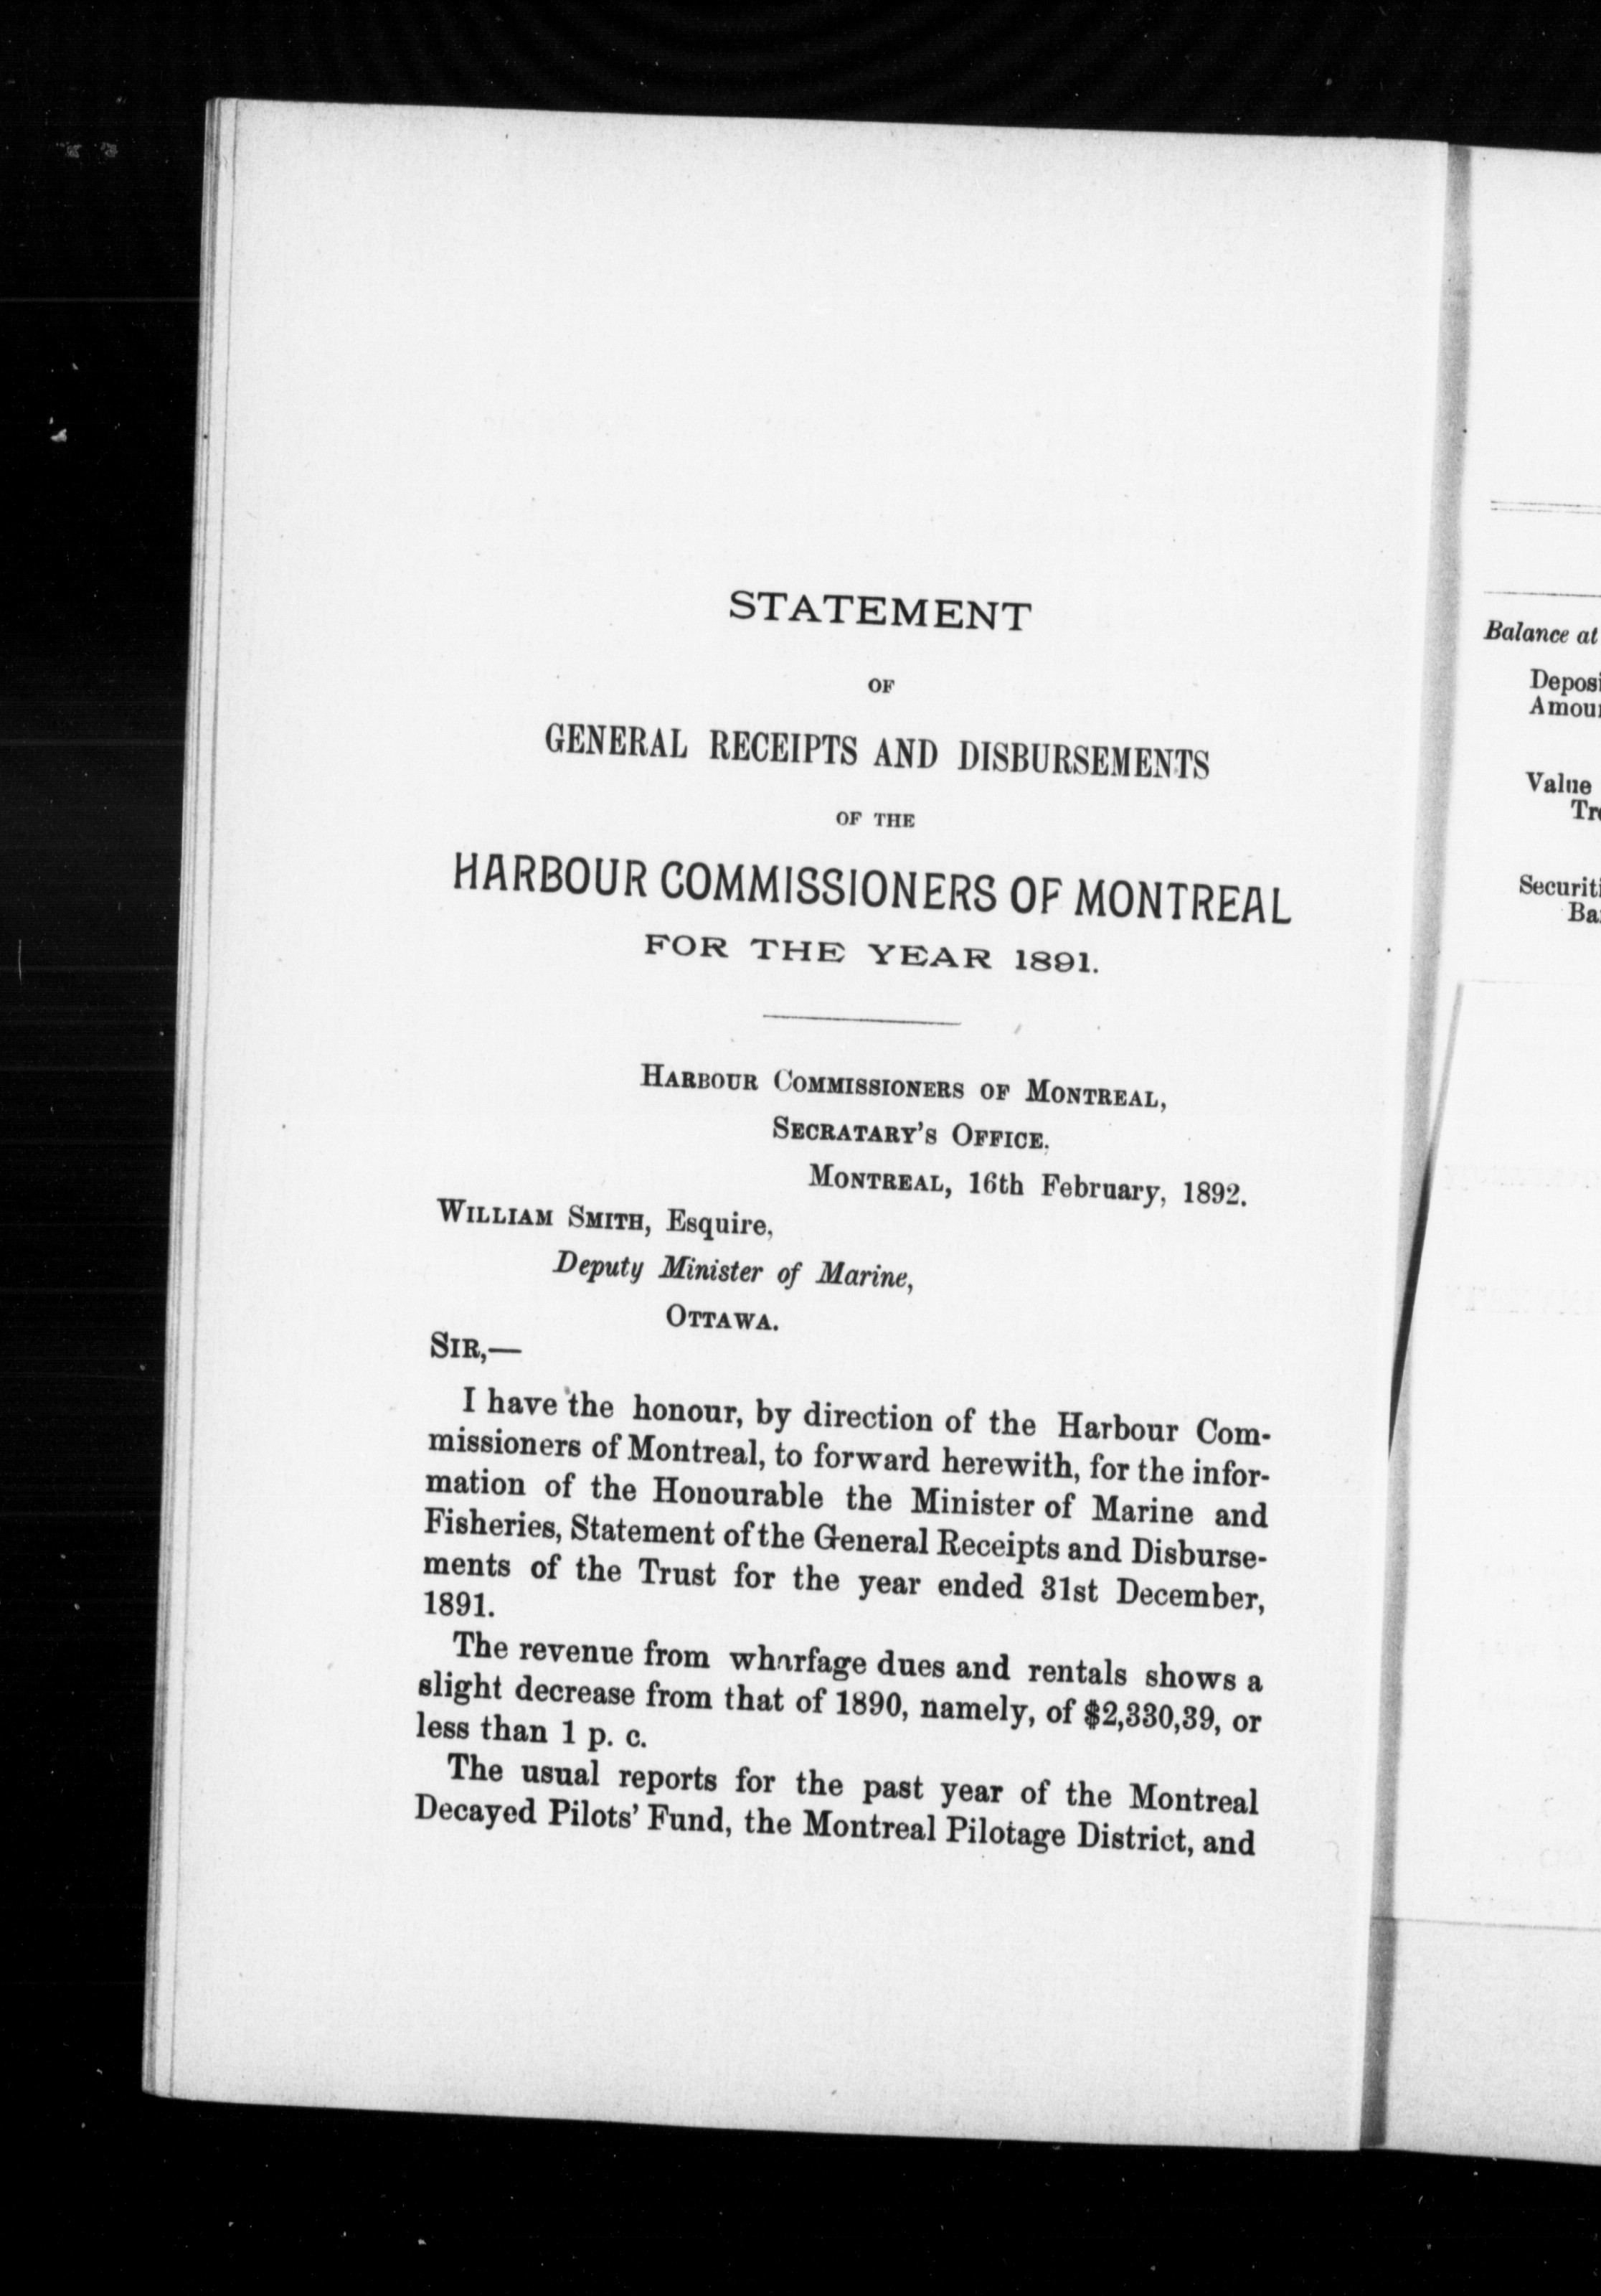 STATEMENT
OF
GENERAL RECEIPTS AND DISBURSEMENTS
OF THE
HARBOUR COMMISSIONERS OF MONTREAL
FOR THE YEAR 1891.
HARBOUR COMMISSIONERS OF MONTREAL,
SECRATARY'S OFFICE.
MONTREAL, 16th February, 1892.
WILLIAM SMITH, Esquire,
Deputy Minister of Marine,
OTTAWA.
SIR,—
I have the honour, by direction of the Harbour Com-
missioners of Montreal, to forward herewith, for the infor-
mation of the Honourable the Minister of Marine and
Fisheries, Statement of the General Receipts and Disburse-
ments of the Trust for the year ended 31st December,
1891.
The revenue from wharfage dues and rentals shows a
slight decrease from that of 1890, namely, of $2,330,39, or
less than 1 p. c.
The usual reports for the past year of the Montreal
Decayed Pilots' Fund, the Montreal Pilotage District, and
Balance at
Value